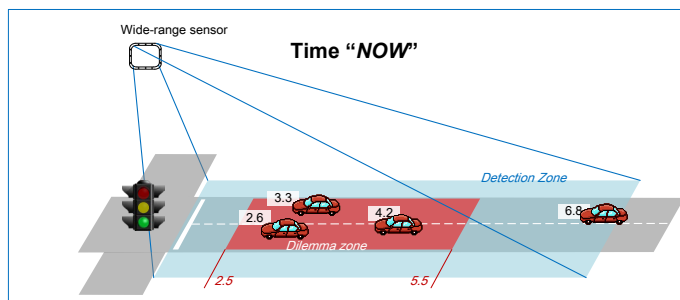 Wide-range sensor
Time “NOW”
Detection Zone
3.3
6.8
4.2
2.6
Dilemma zone
2.5
5.5